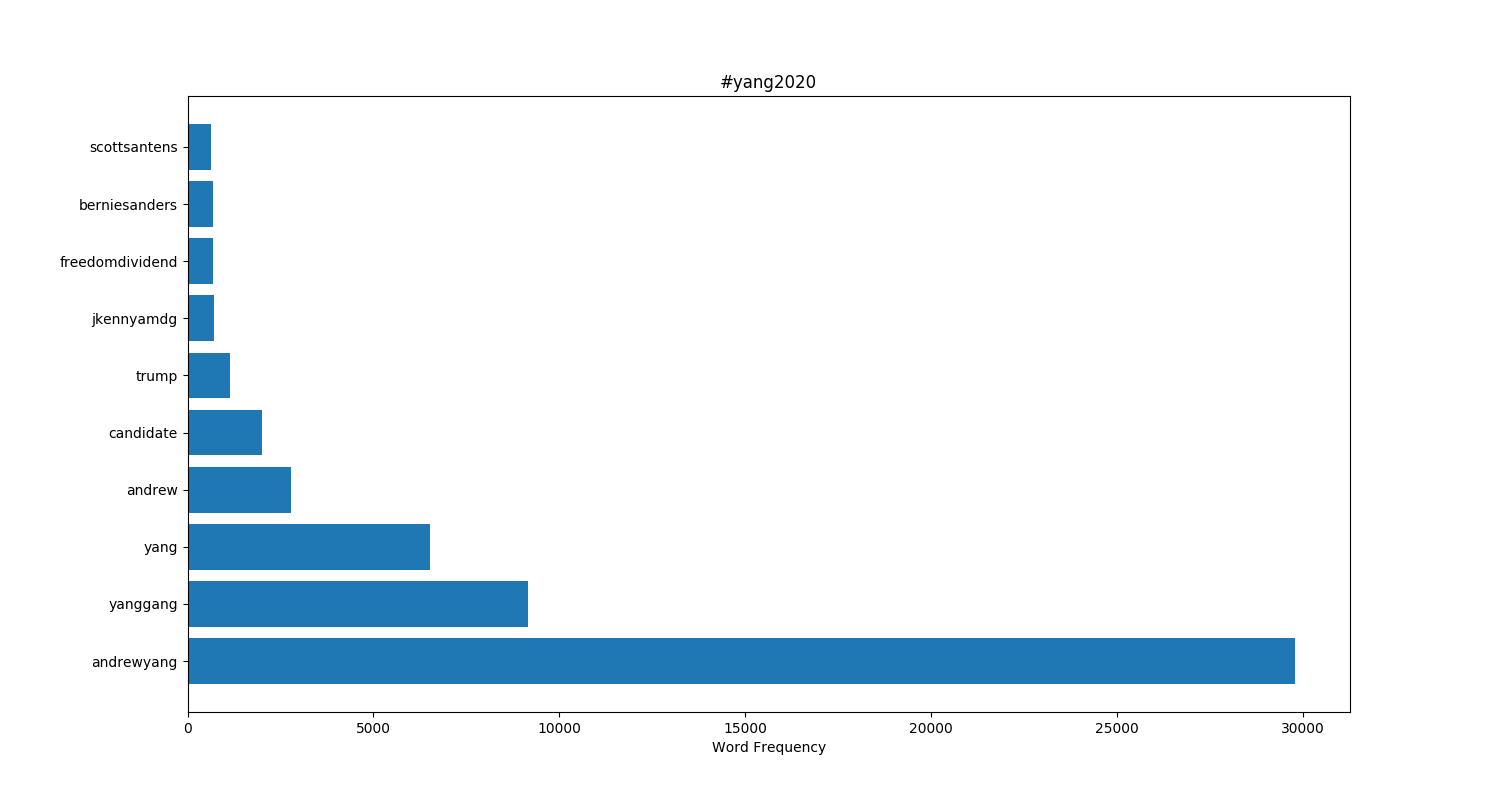 #yang2020
scottsantens
berniesanders
freedomdividend
jkennyamdg
trump
candidate
andrew
yang
yanggang
andrewyang
0 5000 10000 15000 20000 25000 30000
Word Frequency